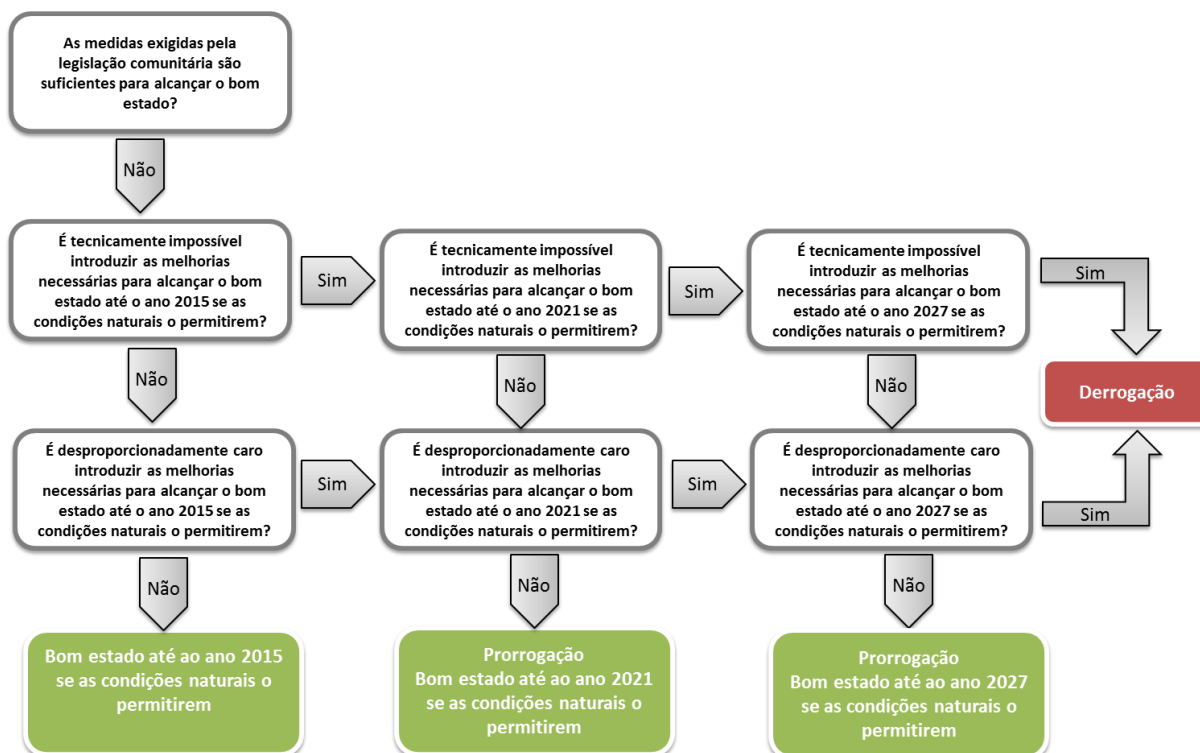 As medidas exigidas pela
legislação comunitária são
suficientes para alcançar o bom
estado?
Não
É tecnicamente impossível
introduzir as melhorias
necessárias para alcançar o bom
estado até o ano 2015 se as
condições naturais o permitirem?
Sim
É tecnicamente impossível
introduzir as melhorias
necessárias para alcançar o bom
estado até o ano 2021 se as
condições naturais o permitirem?
Sim
É tecnicamente impossível
introduzir as melhorias
necessárias para alcançar o bom
estado até o ano 2027 se as
condições naturais o permitirem?
Sim
Não
Não
Não
Derrogação
É desproporcionadamente caro
introduzir as melhorias
necessárias para alcançar o bom
estado até o ano 2015 se as
condições naturais o permitirem?
Sim
É desproporcionadamente caro
introduzir as melhorias
necessárias para alcançar o bom
estado até o ano 2021 se as
condições naturais o permitirem?
Sim
É desproporcionadamente caro
introduzir as melhorias
necessárias para alcançar o bom
estado até o ano 2027 se as
condições naturais o permitirem?
Sim
Não
Não
Não
Bom estado até ao ano 2015
se as condições naturais o
permitirem
Prorrogação
Bom estado até ao ano 2021
se as condições naturais o
permitirem
Prorrogação
Bom estado até ao ano 2027
se as condições naturais o
permitirem